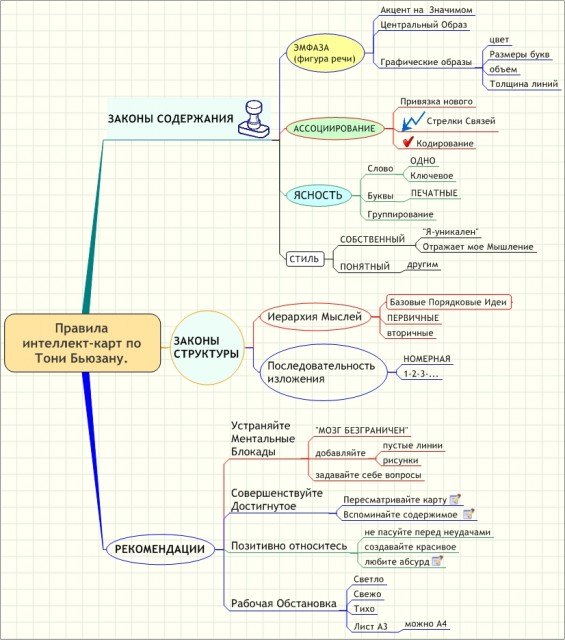 Правила
интеллект-карт по
Тони Бьюзану.
ЗАКОНЫ СОДЕРЖАНИЯ
ЭМФАЗА
(фигура речи)
Акцент на Значимом
Центральный Образ
Графические образы
цвет
Размеры букв
объем
Толщина линий
АССОЦИИРОВАНИЕ
Привязка нового
Стрелки Связей
Кодирование
ЯСНОСТЬ
Слово
ОДНО
Ключевое
Буквы
ПЕЧАТНЫЕ
Группирование
СТИЛЬ
СОБСТВЕННЫЙ
"Я-уникален"
Отражает мое Мышление
ПОНЯТНЫЙ
другим
ЗАКОНЫ
СТРУКТУРЫ
Иерархия Мыслей
Базовые Порядковые Идеи
ПЕРВИЧНЫЕ
вторичные
Последовательность
изложения
НОМЕРНАЯ
1-2-3-...
РЕКОМЕНДАЦИИ
Устраняйте
Ментальные
Блокады
"МОЗГ БЕЗГРАНИЧЕН"
добавляйте
пустые линии
рисунки
задавайте себе вопросы
Совершенствуйте
Достигнутое
Пересматривайте карту
Вспоминайте содержимое
Позитивно относитесь
не пасуйте перед неудачами
создавайте красивое
любите абсурд
Рабочая Обстановка
Светло
Свежо
Тихо
Лист А3
можно А4